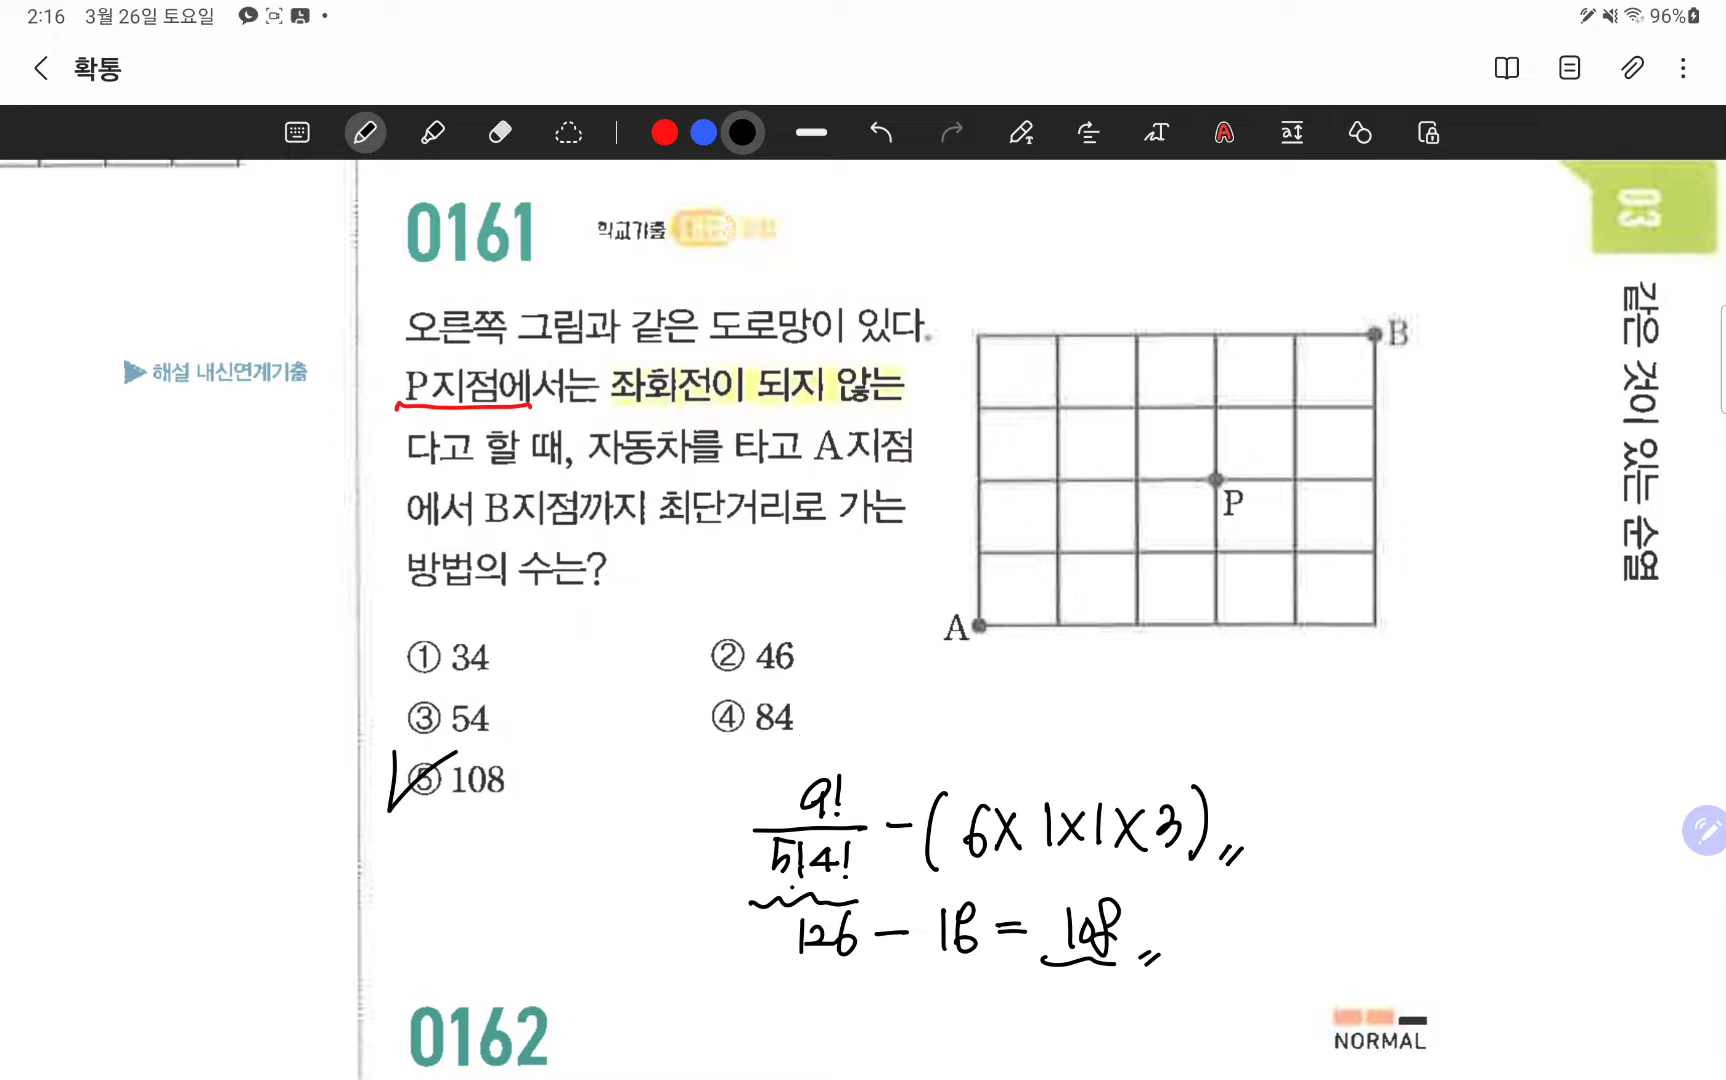 2:16 3월 26일 토요일
96%
확통
0161
학교기출
03
같은 것이 있는 순열
오른쪽 그림과 같은 도로망이 있다.
P지점에서는 좌회전이 되지 않는
다고 할 때, 자동차를 타고 A지점
에서 B지점까지 최단거리로 가는
방법의 수는?
▶ 해설 내신연계기출
B
P
A
① 34 ② 46
③ 54 ④ 84
⑤ 108
9!/5!4! - (6×1×1×3)
126 - 18 = 108
0162
NORMAL